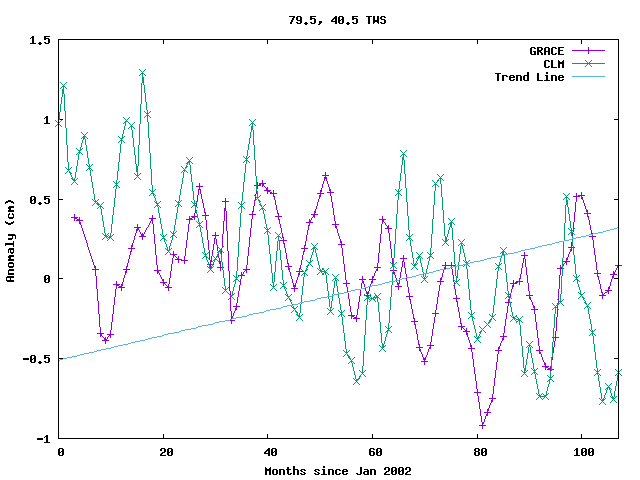 79.5, 40.5 TWS
GRACE
CLM
Trend Line
1.5
1
0.5
0
-0.5
-1
Anomaly (cm)
0 20 40 60 80 100
Months since Jan 2002